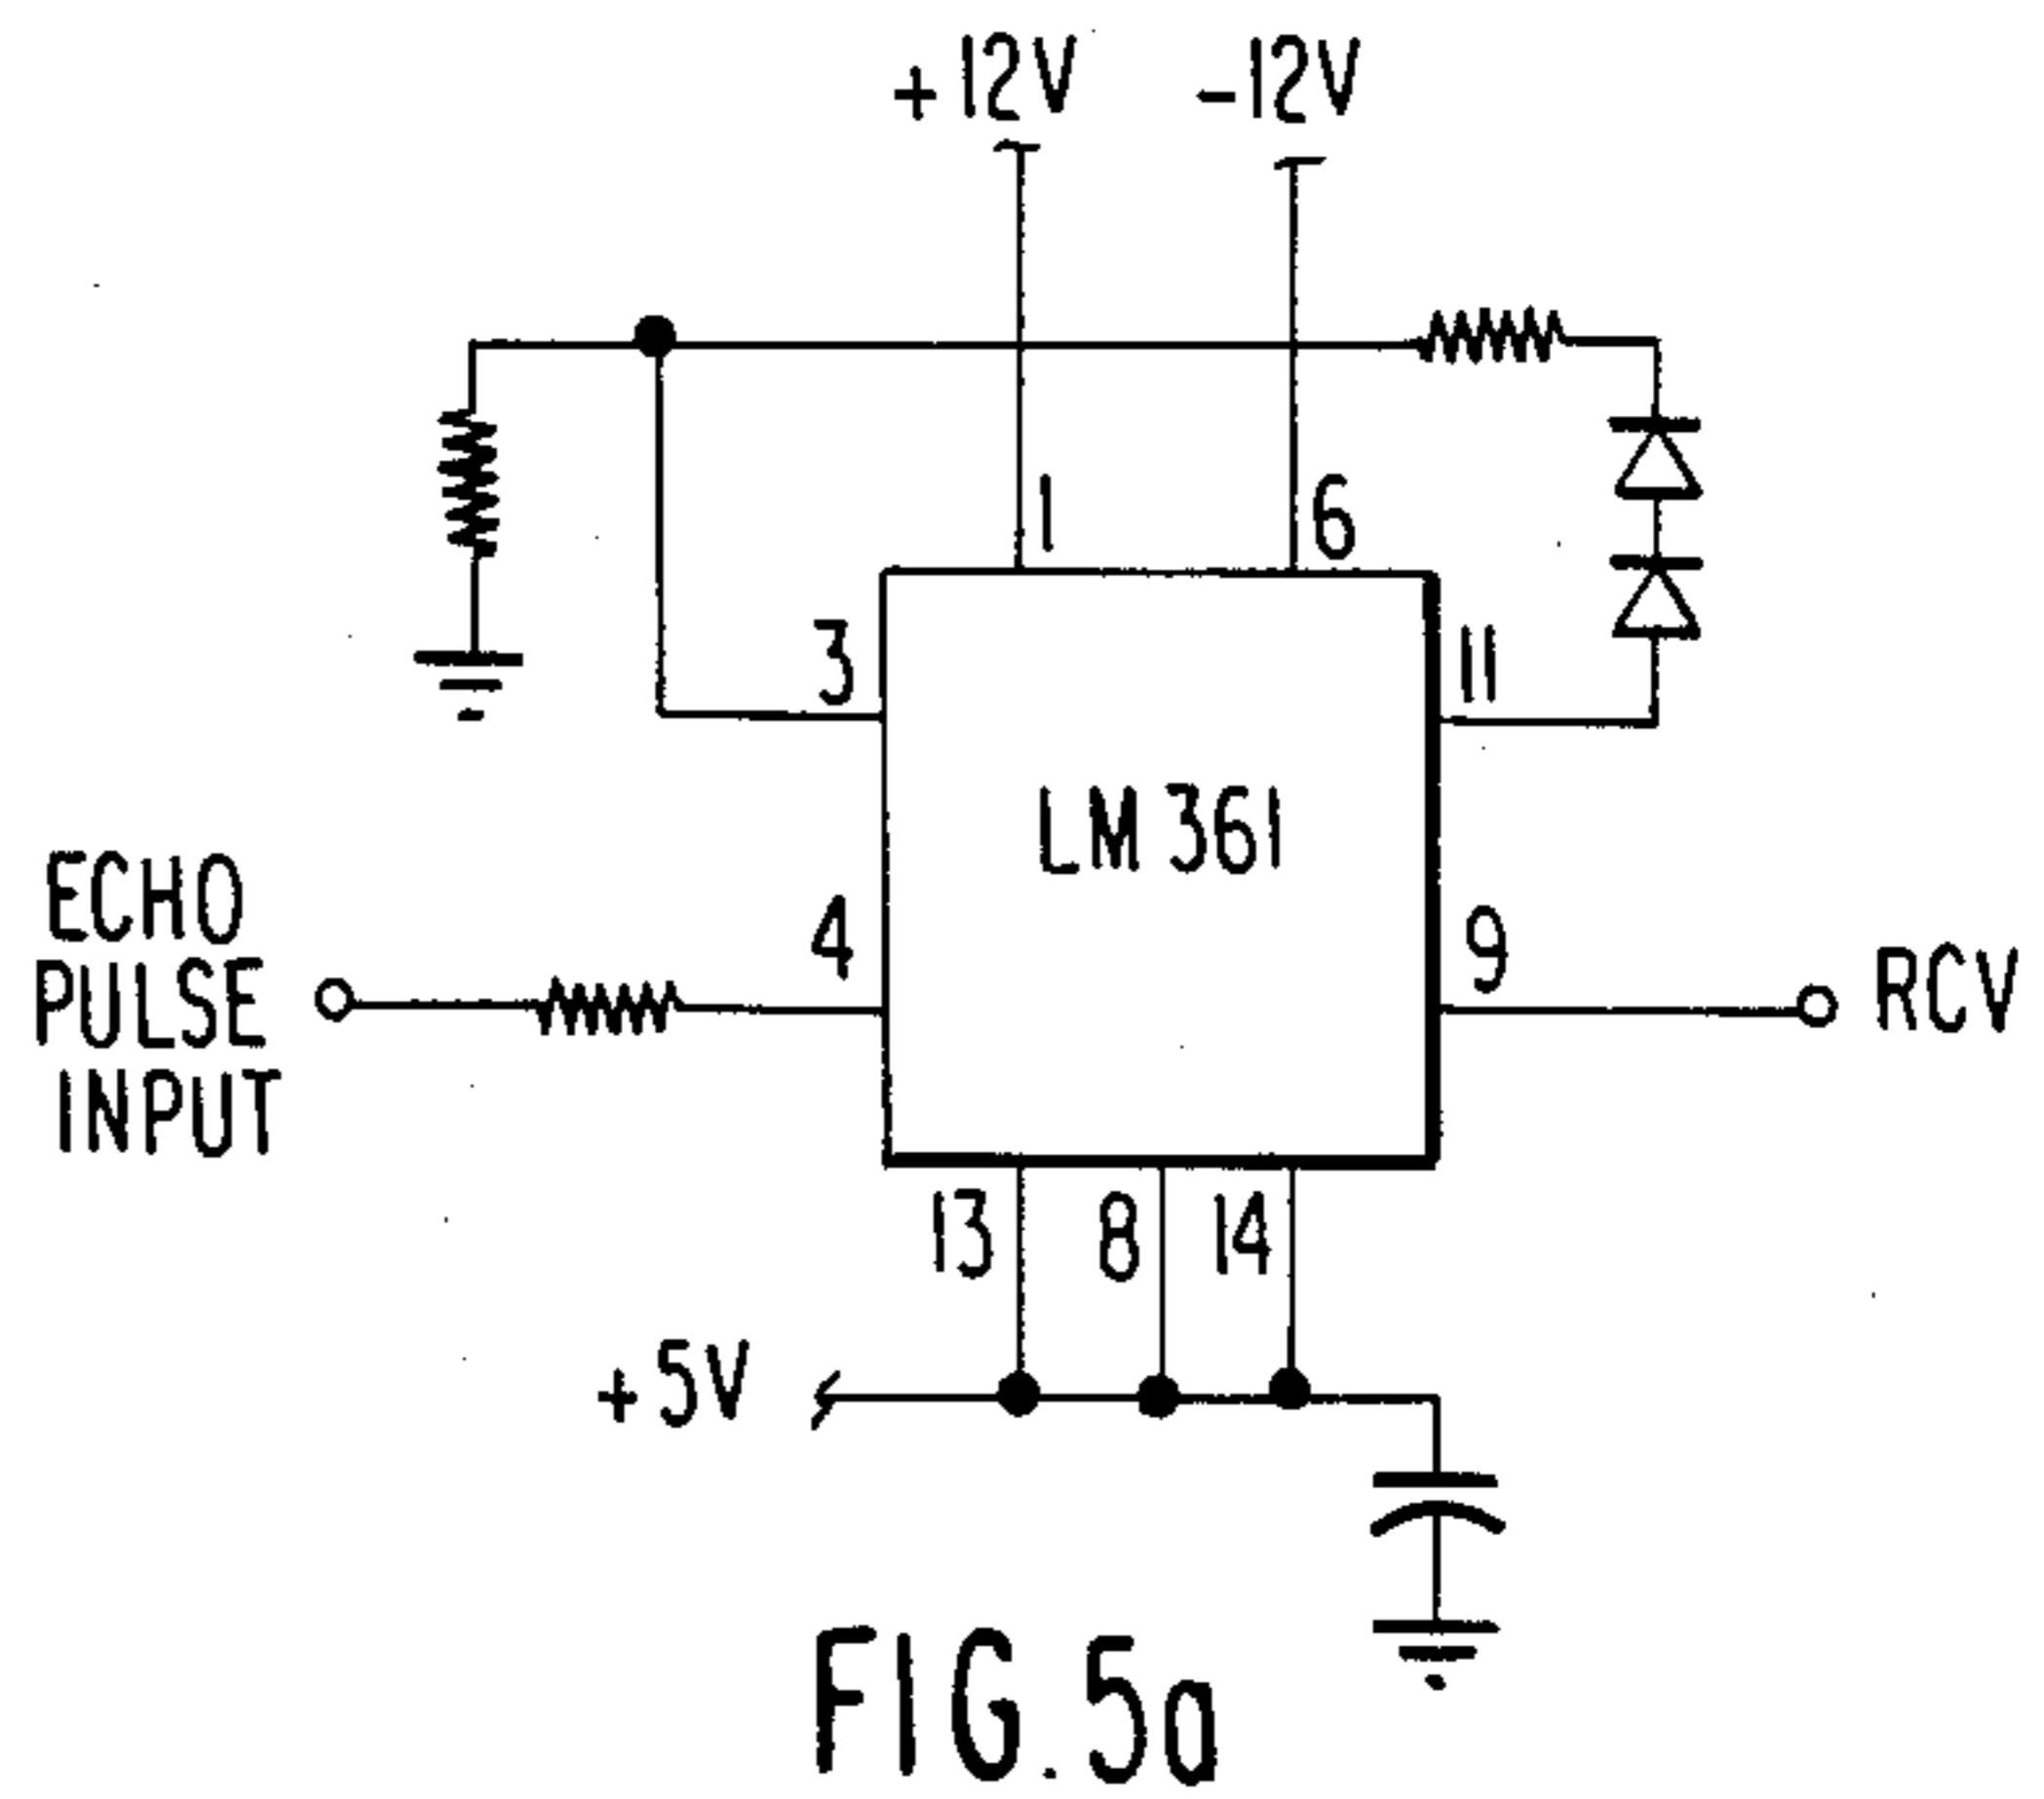 +12V
-12V
1
6
3
11
LM 361
4
9
ECHO
PULSE
INPUT
RCV
13
8
14
+5V
FIG. 5a